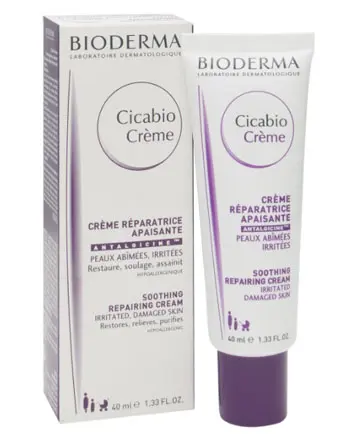 BIODERMA
LABORATOIRE DERMATOLOGIQUE
Cicabio
Crème
CRÈME RÉPARATRICE
APAISANTE
ANTALGICINE™
PEAUX ABÎMÉES, IRRITÉES
Restaure, soulage, assainit
HYPOALLERGÉNIQUE
SOOTHING
REPAIRING CREAM
IRRITATED, DAMAGED SKIN
Restores, relieves, purifies
HYPOALLERGENIC
40 ml e 1.33 FL.OZ.
BIODERMA
LABORATOIRE DERMATOLOGIQUE
Cicabio
Crème
CRÈME
RÉPARATRICE
APAISANTE
ANTALGICINE™
PEAUX ABÎMÉES
IRRITÉES
SOOTHING
REPAIRING CREAM
IRRITATED
DAMAGED SKIN
40 ml e 1.33 FL.OZ.